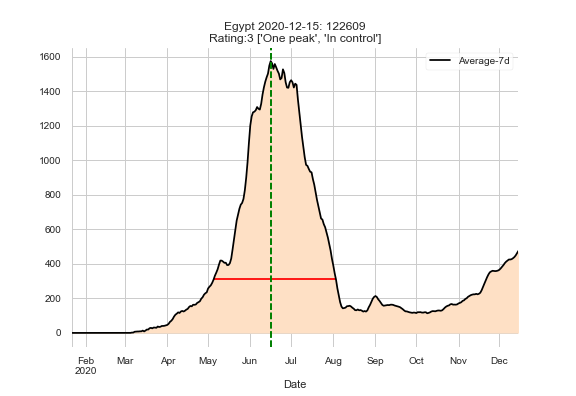 Egypt 2020-12-15: 122609
Rating:3 ['One peak', 'In control']
Average-7d
1600
1400
1200
1000
800
600
400
200
0
Feb Mar Apr May Jun Jul Aug Sep Oct Nov Dec
2020
Date